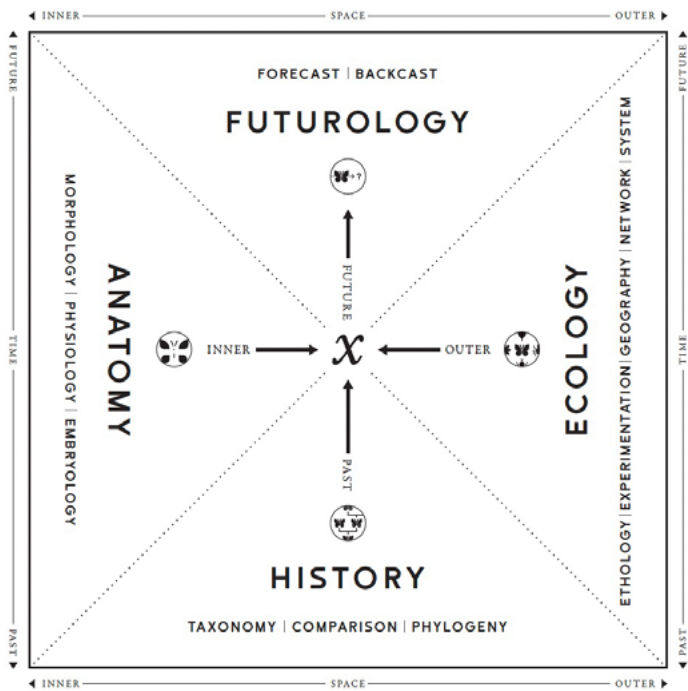 INNER SPACE OUTER
FUTURE
TIME
PAST
FORECAST | BACKCAST
FUTUROLOGY
→?
FUTURE
MORPHOLOGY | PHYSIOLOGY | EMBRYOLOGY
ANATOMY
INNER
x
OUTER
ECOLOGY
ETHOLOGY | EXPERIMENTATION | GEOGRAPHY | NETWORK | SYSTEM
PAST
HISTORY
TAXONOMY | COMPARISON | PHYLOGENY
FUTURE
TIME
PAST
INNER SPACE OUTER